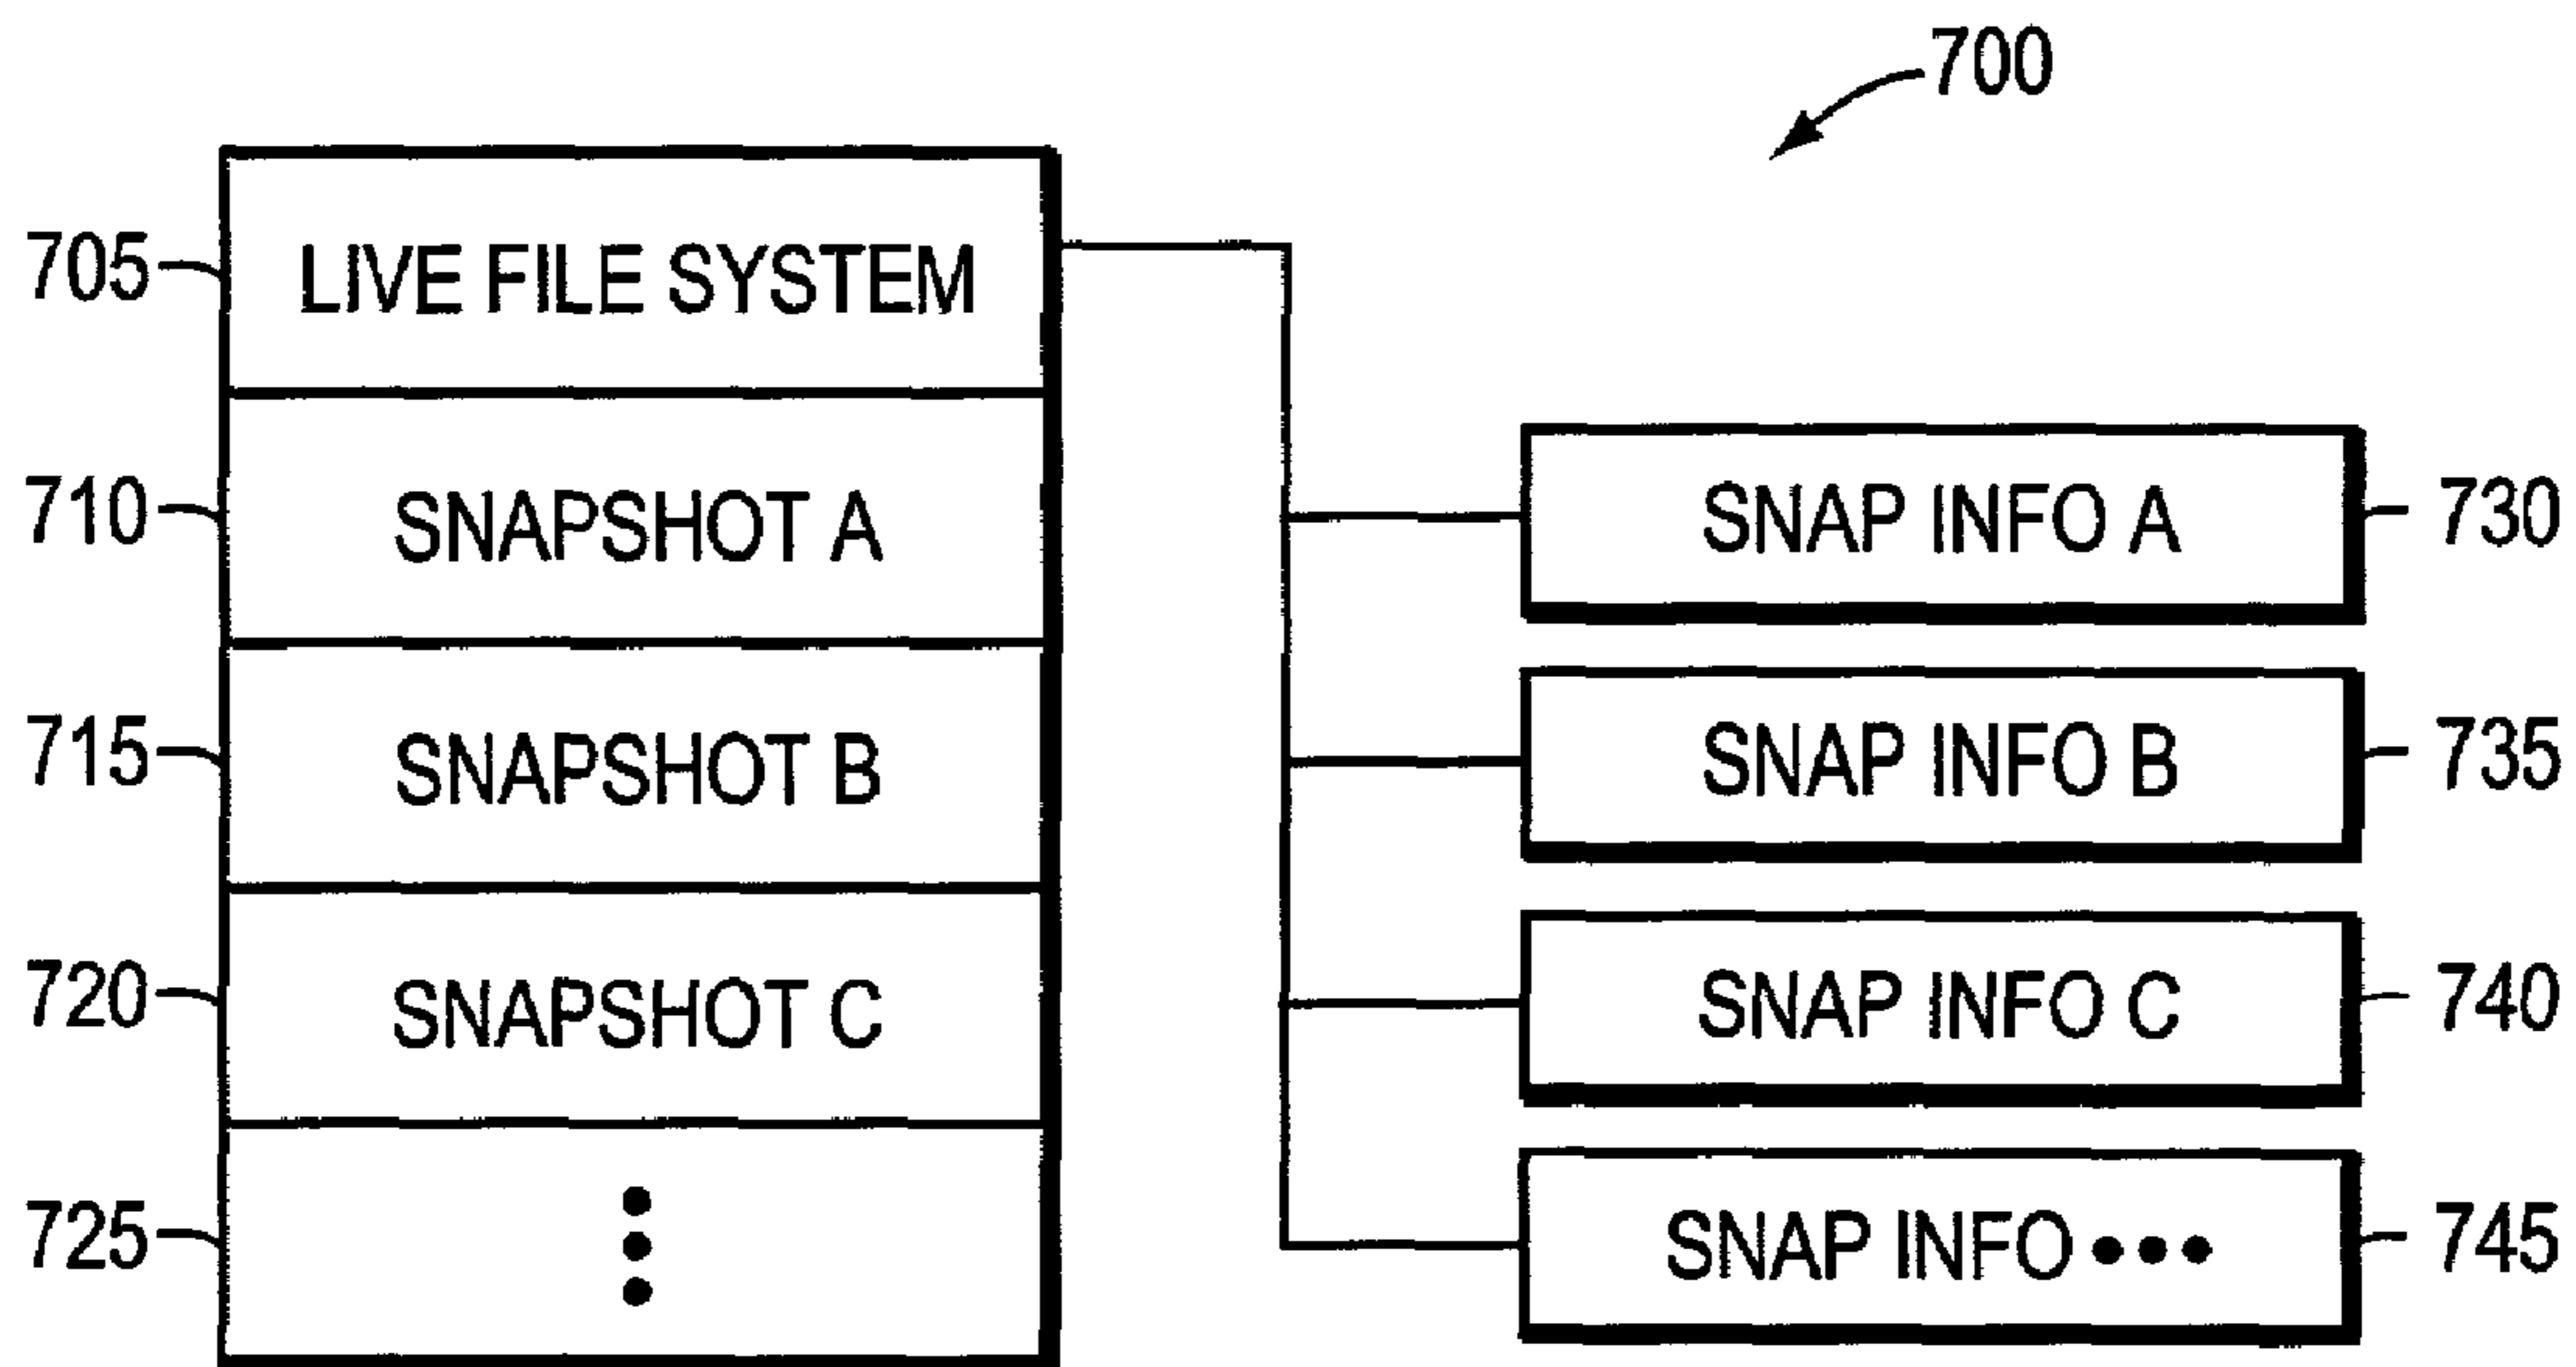 700
705 LIVE FILE SYSTEM
710 SNAPSHOT A
SNAP INFO A 730
715 SNAPSHOT B
SNAP INFO B 735
720 SNAPSHOT C
SNAP INFO C 740
725
SNAP INFO ••• 745